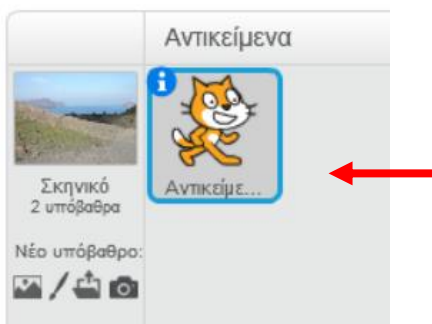 Αντικείμενα
i
Αντικείμε...
Σκηνικό
2 υπόβαθρα
Νέο υπόβαθρο: